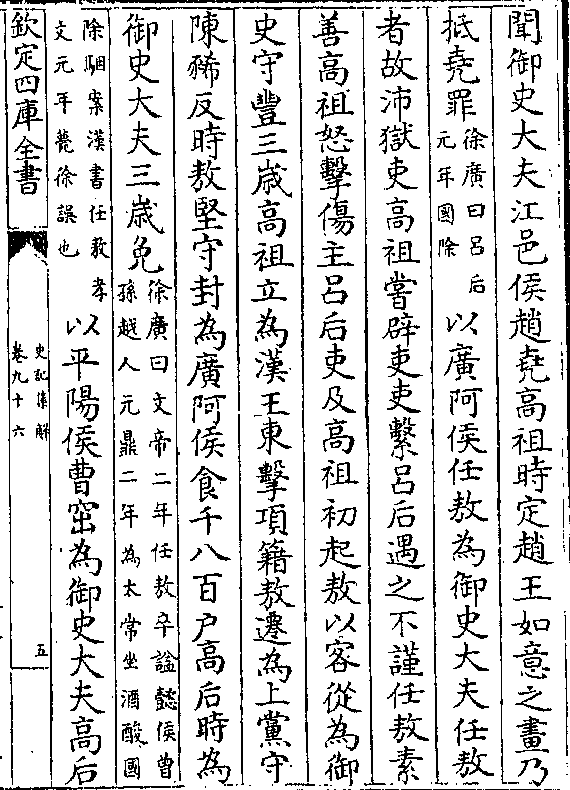 聞御史大夫江邑侯趙堯高祖時定趙王如意之畫乃
抵堯罪徐廣曰呂后元年國除以廣阿侯任敖為御史大夫任敖
者故沛獄吏高祖嘗辟吏吏繫呂后遇之不謹任敖素
善高祖怒擊傷主呂后吏及高祖初起敖以客從為御
史守豐三歲高祖立為漢王東擊項籍敖遷為上黨守
陳豨反時敖堅守封為廣阿侯食千八百户高后時為
御史大夫三歲免徐廣曰文帝二年任敖卒諡懿侯曾孫越人元鼎二年為太常坐酒酸國
除駰案漢書任敖孝文元年薨徐誤也以平陽侯曹窋為御史大夫高后
欽定四庫全書
史記集解
卷九十六
五